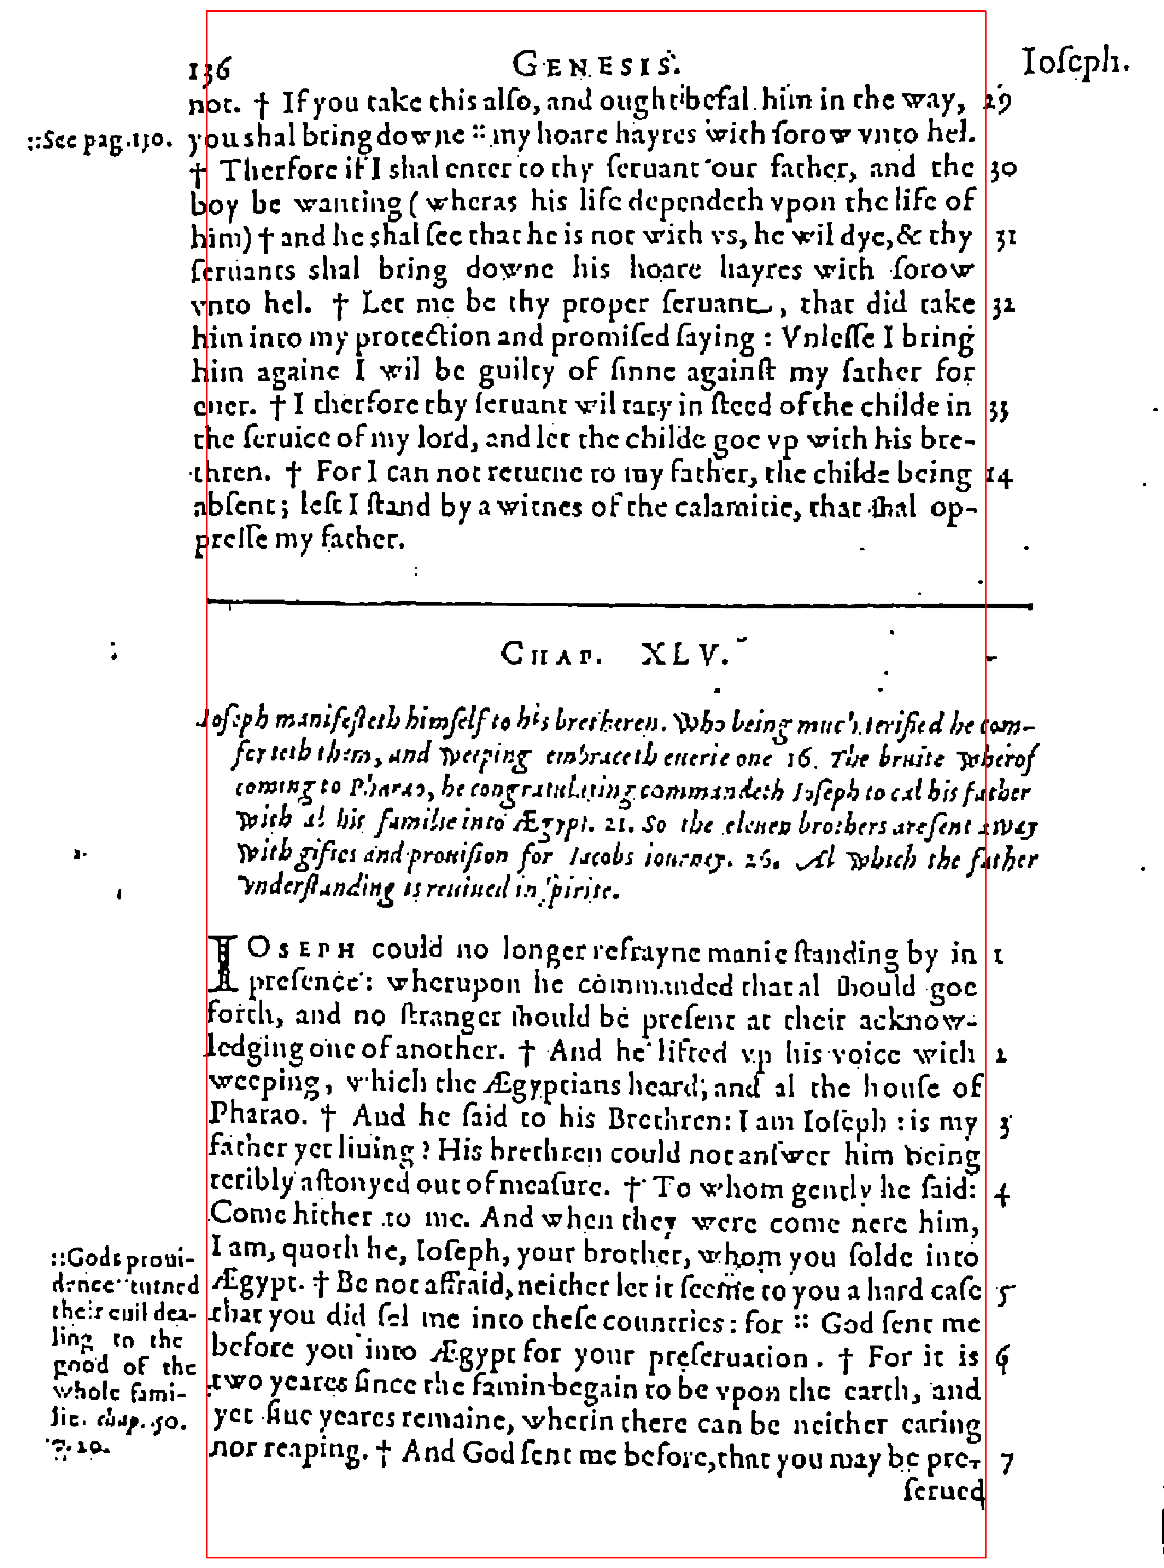 136 GENESIS. Ioſeph.
not. † If you take this alſo, and ought befal him in the way, 29
::See pag.130. you shal bring downe :: my hoare hayres with ſorow vnto hel.
† Therfore if I shal enter to thy ſeruant our father, and the 30
boy be wanting (wheras his life dependeth vpon the life of
him) † and he shal ſee that he is not with vs, he wil dye, & thy 31
ſeruants shal bring downe his hoare hayres with ſorow
vnto hel. † Let me be thy proper ſeruant, that did take 32
him into my protection and promiſed ſaying : Vnleſſe I bring
him againe I wil be guilty of ſinne againſt my father for
euer. † I therfore thy ſeruant wil tary in ſteed of the childe in 33
the ſeruice of my lord, and let the childe goe vp with his bre-
thren. † For I can not returne to my father, the childe being 14
abſent; leſt I ſtand by a witnes of the calamitie, that ſhal op-
preſſe my father.
CHAP. XLV.
Ioſeph manifeſteth himſelf to his bretheren. Who being much terified he com-
forteth them, and weeping embraceth euerie one 16. The bruite wherof
coming to Pharao, he congratulating commandeth Ioſeph to cal his father
with al his familie into Ægypt. 21. So the eleuen brothers are ſent away
with giftes and prouiſion for Iacobs iourney. 26. Al which the father
vnderſtanding is reuiued in ſpirite.
IOSEPH could no longer refrayne manie ſtanding by in 1
preſence: wherupon he commanded that al ſhould goe
forth, and no ſtranger ſhould be preſent at their acknow-
ledging one of another. † And he lifted vp his voice with 2
weeping, which the Ægyptians heard, and al the houſe of
Pharao. † And he ſaid to his Brethren: I am Ioſeph : is my 3
father yet liuing? His brethren could not anſwer him being
teribly aſtonyed out of meaſure. † To whom gently he ſaid: 4
Come hither to me. And when they were come nere him,
I am, quoth he, Ioſeph, your brother, whom you ſolde into
Ægypt. † Be not affraid, neither let it ſeeme to you a hard caſe 5
that you did ſel me into theſe countries: for :: God ſent me
before you into Ægypt for your preſeruation. † For it is 6
two yeares ſince the famin begain to be vpon the earth, and
yet fiue yeares remaine, wherin there can be neither earing
nor reaping. † And God ſent me before, that you may be pre- 7
ſerued
::Gods proui-
dence turned
their euil dea-
ling to the
good of the
whole fami-
lie. chap. 50.
v. 20.